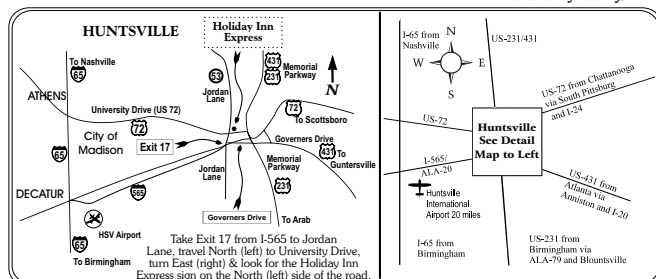 HUNTSVILLE
Holiday Inn
Express
To Nashville
65
ATHENS
University Drive (US 72)
72
City of
Madison
Exit 17
53
Jordan
Lane
431
231
Memorial
Parkway
N
72
To Scottsboro
Governers Drive
431
To
Guntersville
Memorial
Parkway
231
To Arab
Jordan
Lane
Governers Drive
65
565
DECATUR
HSV Airport
65
To Birmingham
Take Exit 17 from I-565 to Jordan
Lane, travel North (left) to University Drive,
turn East (right) & look for the Holiday Inn
Express sign on the North (left) side of the road.
I-65 from
Nashville
N
W E
S
US-231/431
US-72 from Chattanooga
via South Pittsburg
and I-24
US-72
Huntsville
See Detail
Map to Left
I-565/
ALA-20
Huntsville
International
Airport 20 miles
US-431 from
Atlanta via
Anniston and I-20
I-65 from
Birmingham
US-231 from
Birmingham via
ALA-79 and Blountsville